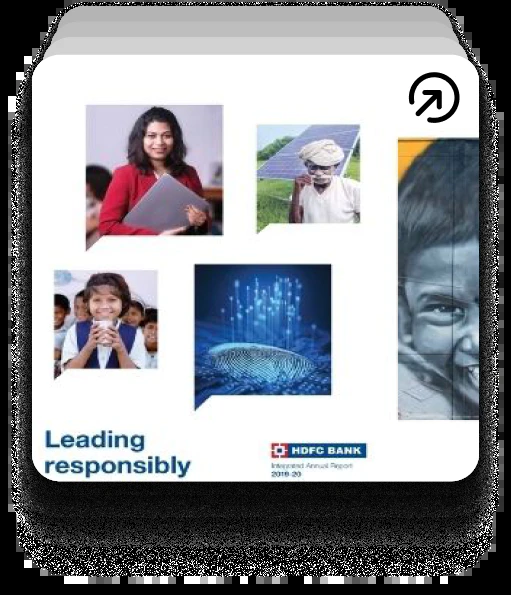 Leading
responsibly
HDFC BANK
Integrated Annual Report
2019-20